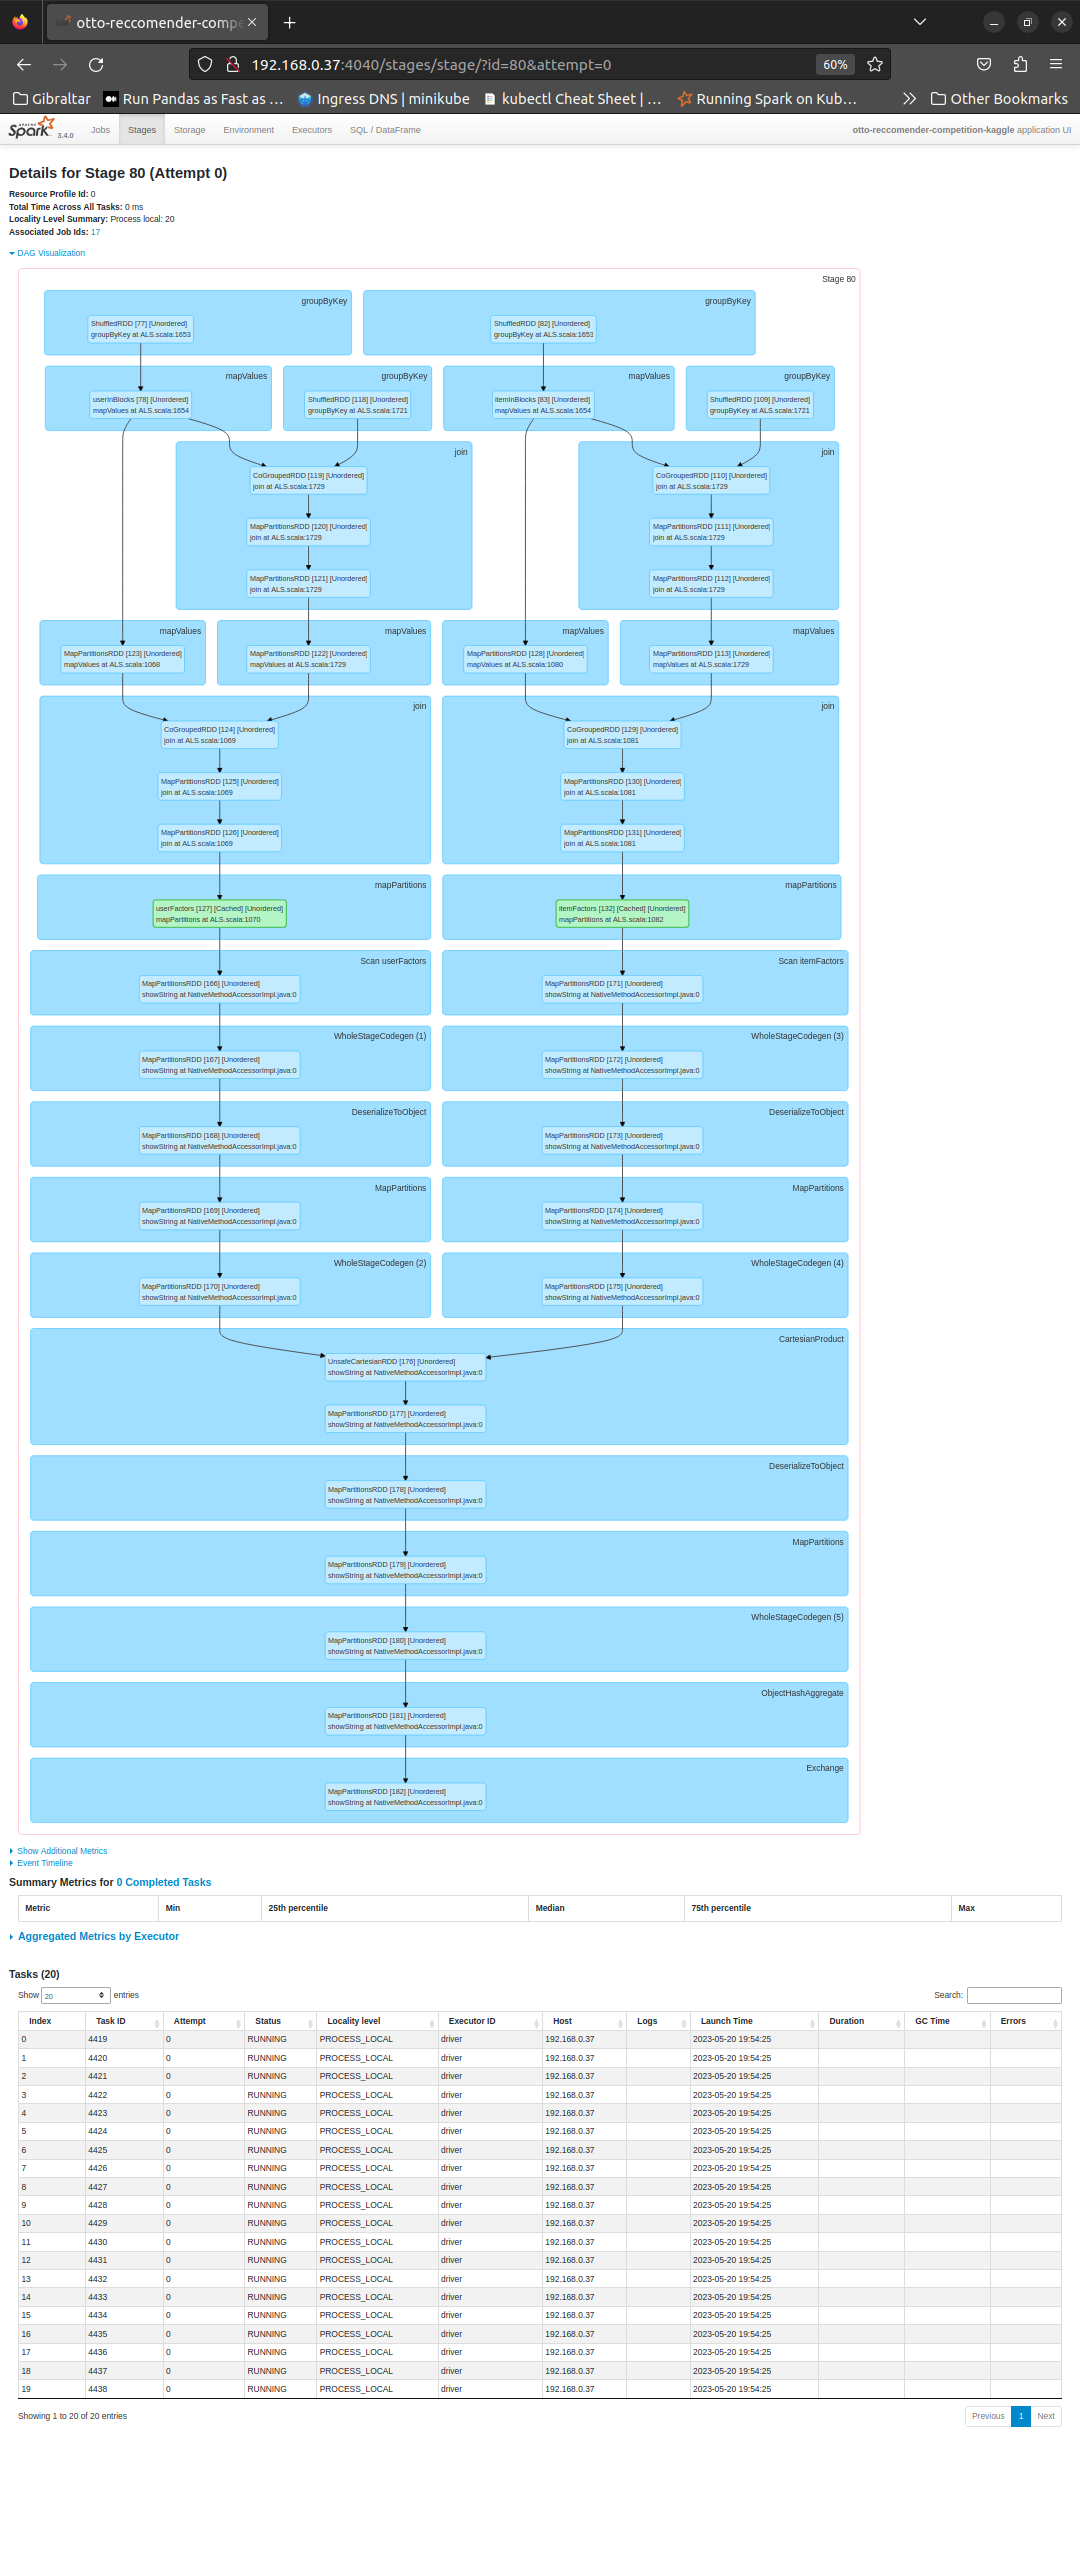 otto-reccomender-compe
192.168.0.37:4040/stages/stage/?id=80&attempt=0
60%
Gibraltar
Run Pandas as Fast as …
Ingress DNS | minikube
kubectl Cheat Sheet | …
Running Spark on Kub…
Other Bookmarks
APACHE Spark 3.4.0
Jobs Stages Storage Environment Executors SQL / DataFrame
otto-reccomender-competition-kaggle application UI
Details for Stage 80 (Attempt 0)
Resource Profile Id: 0
Total Time Across All Tasks: 0 ms
Locality Level Summary: Process local: 20
Associated Job Ids: 17
DAG Visualization
Stage 80
groupByKey
ShuffledRDD [77] [Unordered]
groupByKey at ALS.scala:1653
groupByKey
ShuffledRDD [82] [Unordered]
groupByKey at ALS.scala:1653
mapValues
userInBlocks [78] [Unordered]
mapValues at ALS.scala:1654
groupByKey
ShuffledRDD [118] [Unordered]
groupByKey at ALS.scala:1721
mapValues
itemInBlocks [83] [Unordered]
mapValues at ALS.scala:1654
groupByKey
ShuffledRDD [109] [Unordered]
groupByKey at ALS.scala:1721
join
CoGroupedRDD [119] [Unordered]
join at ALS.scala:1729
MapPartitionsRDD [120] [Unordered]
join at ALS.scala:1729
MapPartitionsRDD [121] [Unordered]
join at ALS.scala:1729
join
CoGroupedRDD [110] [Unordered]
join at ALS.scala:1729
MapPartitionsRDD [111] [Unordered]
join at ALS.scala:1729
MapPartitionsRDD [112] [Unordered]
join at ALS.scala:1729
mapValues
MapPartitionsRDD [123] [Unordered]
mapValues at ALS.scala:1068
mapValues
MapPartitionsRDD [122] [Unordered]
mapValues at ALS.scala:1729
mapValues
MapPartitionsRDD [128] [Unordered]
mapValues at ALS.scala:1080
mapValues
MapPartitionsRDD [113] [Unordered]
mapValues at ALS.scala:1729
join
CoGroupedRDD [124] [Unordered]
join at ALS.scala:1069
MapPartitionsRDD [125] [Unordered]
join at ALS.scala:1069
MapPartitionsRDD [126] [Unordered]
join at ALS.scala:1069
join
CoGroupedRDD [129] [Unordered]
join at ALS.scala:1081
MapPartitionsRDD [130] [Unordered]
join at ALS.scala:1081
MapPartitionsRDD [131] [Unordered]
join at ALS.scala:1081
mapPartitions
userFactors [127] [Cached] [Unordered]
mapPartitions at ALS.scala:1070
mapPartitions
itemFactors [132] [Cached] [Unordered]
mapPartitions at ALS.scala:1082
Scan userFactors
MapPartitionsRDD [166] [Unordered]
showString at NativeMethodAccessorImpl.java:0
Scan itemFactors
MapPartitionsRDD [171] [Unordered]
showString at NativeMethodAccessorImpl.java:0
WholeStageCodegen (1)
MapPartitionsRDD [167] [Unordered]
showString at NativeMethodAccessorImpl.java:0
WholeStageCodegen (3)
MapPartitionsRDD [172] [Unordered]
showString at NativeMethodAccessorImpl.java:0
DeserializeToObject
MapPartitionsRDD [168] [Unordered]
showString at NativeMethodAccessorImpl.java:0
DeserializeToObject
MapPartitionsRDD [173] [Unordered]
showString at NativeMethodAccessorImpl.java:0
MapPartitions
MapPartitionsRDD [169] [Unordered]
showString at NativeMethodAccessorImpl.java:0
MapPartitions
MapPartitionsRDD [174] [Unordered]
showString at NativeMethodAccessorImpl.java:0
WholeStageCodegen (2)
MapPartitionsRDD [170] [Unordered]
showString at NativeMethodAccessorImpl.java:0
WholeStageCodegen (4)
MapPartitionsRDD [175] [Unordered]
showString at NativeMethodAccessorImpl.java:0
CartesianProduct
UnsafeCartesianRDD [176] [Unordered]
showString at NativeMethodAccessorImpl.java:0
MapPartitionsRDD [177] [Unordered]
showString at NativeMethodAccessorImpl.java:0
DeserializeToObject
MapPartitionsRDD [178] [Unordered]
showString at NativeMethodAccessorImpl.java:0
MapPartitions
MapPartitionsRDD [179] [Unordered]
showString at NativeMethodAccessorImpl.java:0
WholeStageCodegen (5)
MapPartitionsRDD [180] [Unordered]
showString at NativeMethodAccessorImpl.java:0
ObjectHashAggregate
MapPartitionsRDD [181] [Unordered]
showString at NativeMethodAccessorImpl.java:0
Exchange
MapPartitionsRDD [182] [Unordered]
showString at NativeMethodAccessorImpl.java:0
Show Additional Metrics
Event Timeline
Summary Metrics for 0 Completed Tasks
Metric Min 25th percentile Median 75th percentile Max
Aggregated Metrics by Executor
Tasks (20)
Show 20 entries Search:
Index Task ID Attempt Status Locality level Executor ID Host Logs Launch Time Duration GC Time Errors
0 4419 0 RUNNING PROCESS_LOCAL driver 192.168.0.37 2023-05-20 19:54:25
1 4420 0 RUNNING PROCESS_LOCAL driver 192.168.0.37 2023-05-20 19:54:25
2 4421 0 RUNNING PROCESS_LOCAL driver 192.168.0.37 2023-05-20 19:54:25
3 4422 0 RUNNING PROCESS_LOCAL driver 192.168.0.37 2023-05-20 19:54:25
4 4423 0 RUNNING PROCESS_LOCAL driver 192.168.0.37 2023-05-20 19:54:25
5 4424 0 RUNNING PROCESS_LOCAL driver 192.168.0.37 2023-05-20 19:54:25
6 4425 0 RUNNING PROCESS_LOCAL driver 192.168.0.37 2023-05-20 19:54:25
7 4426 0 RUNNING PROCESS_LOCAL driver 192.168.0.37 2023-05-20 19:54:25
8 4427 0 RUNNING PROCESS_LOCAL driver 192.168.0.37 2023-05-20 19:54:25
9 4428 0 RUNNING PROCESS_LOCAL driver 192.168.0.37 2023-05-20 19:54:25
10 4429 0 RUNNING PROCESS_LOCAL driver 192.168.0.37 2023-05-20 19:54:25
11 4430 0 RUNNING PROCESS_LOCAL driver 192.168.0.37 2023-05-20 19:54:25
12 4431 0 RUNNING PROCESS_LOCAL driver 192.168.0.37 2023-05-20 19:54:25
13 4432 0 RUNNING PROCESS_LOCAL driver 192.168.0.37 2023-05-20 19:54:25
14 4433 0 RUNNING PROCESS_LOCAL driver 192.168.0.37 2023-05-20 19:54:25
15 4434 0 RUNNING PROCESS_LOCAL driver 192.168.0.37 2023-05-20 19:54:25
16 4435 0 RUNNING PROCESS_LOCAL driver 192.168.0.37 2023-05-20 19:54:25
17 4436 0 RUNNING PROCESS_LOCAL driver 192.168.0.37 2023-05-20 19:54:25
18 4437 0 RUNNING PROCESS_LOCAL driver 192.168.0.37 2023-05-20 19:54:25
19 4438 0 RUNNING PROCESS_LOCAL driver 192.168.0.37 2023-05-20 19:54:25
Showing 1 to 20 of 20 entries Previous 1 Next